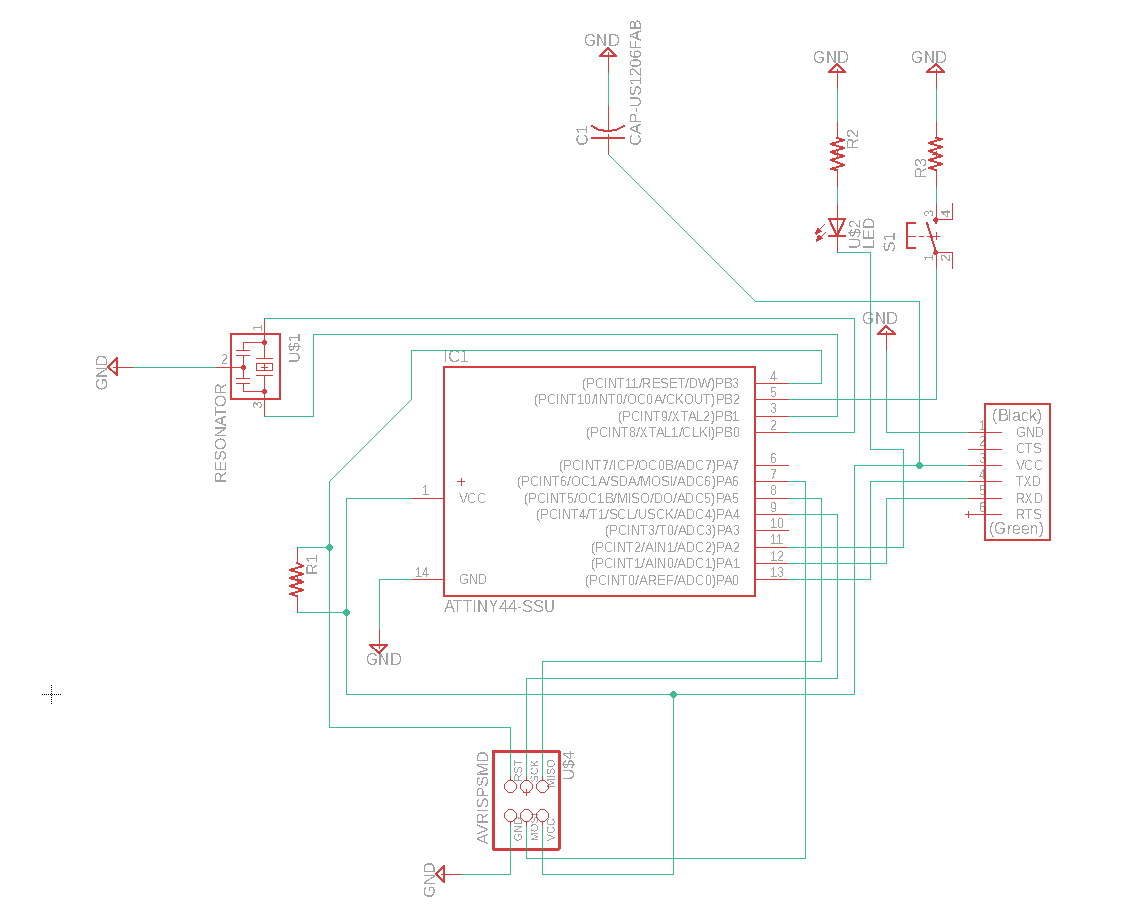 GND
CAP-US1206FAB
C1
GND
GND
R2
R3
3
4
U$2
LED
S1
1
2
GND
1
U$1
2
GND
3
RESONATOR
IC1
(PCINT11/RESET/DW)PB3
4
(PCINT10/INT0/OC0A/CKOUT)PB2
5
(PCINT9/XTAL2)PB1
3
(PCINT8/XTAL1/CLKI)PB0
2
(PCINT7/ICP/OC0B/ADC7)PA7
6
(PCINT6/OC1A/SDA/MOSI/ADC6)PA6
7
1
VCC
(PCINT5/OC1B/MISO/DO/ADC5)PA5
8
(PCINT4/T1/SCL/USCK/ADC4)PA4
9
(PCINT3/T0/ADC3)PA3
10
(PCINT2/AIN1/ADC2)PA2
11
(PCINT1/AIN0/ADC1)PA1
12
14
GND
(PCINT0/AREF/ADC0)PA0
13
ATTINY44-SSU
(Black)
1
GND
2
CTS
3
VCC
4
TXD
5
RXD
6
RTS
(Green)
R1
GND
AVRISPSMD
U$4
RST
SCK
MISO
GND
MOSI
VCC
GND